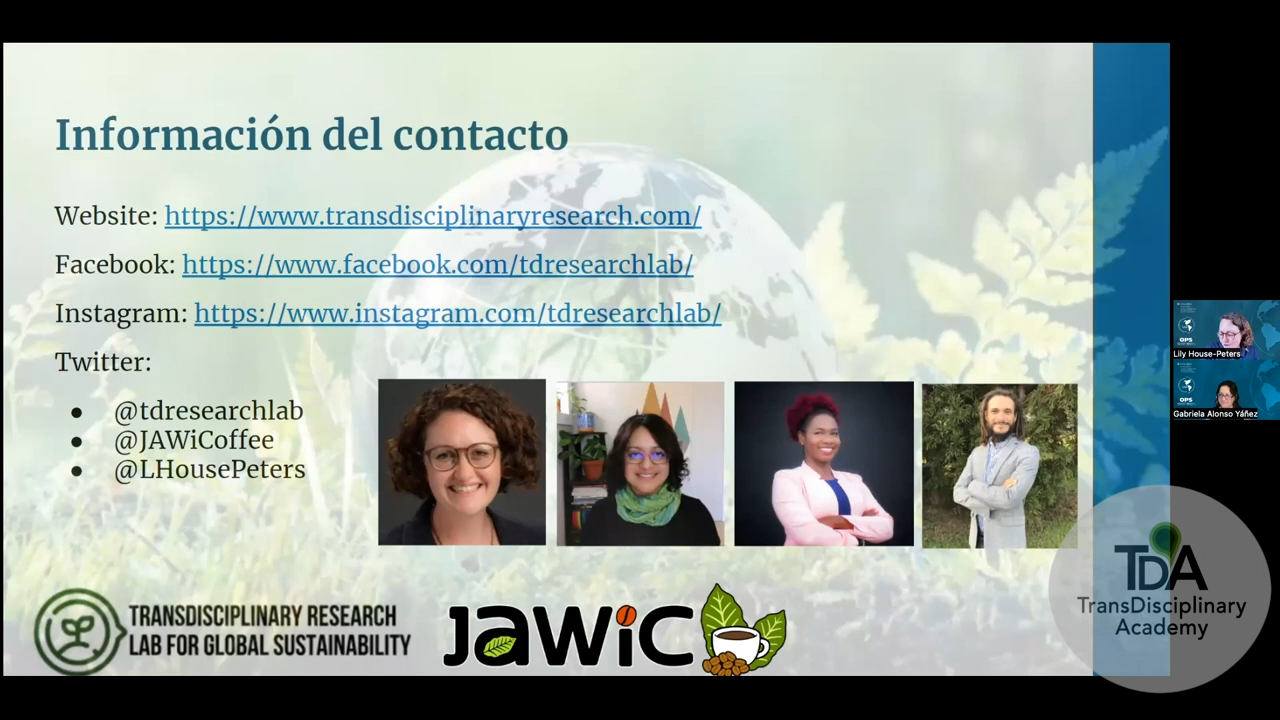 Información del contacto
Website: https://www.transdisciplinaryresearch.com/
Facebook: https://www.facebook.com/tdresearchlab/
Instagram: https://www.instagram.com/tdresearchlab/
Twitter:
● @tdresearchlab
● @JAWiCoffee
● @LHousePeters
TRANSDISCIPLINARY RESEARCH
LAB FOR GLOBAL SUSTAINABILITY
JAWiC
OPS
Lily House-Peters
OPS
Gabriela Alonso Yáñez
TDA
TransDisciplinary
Academy